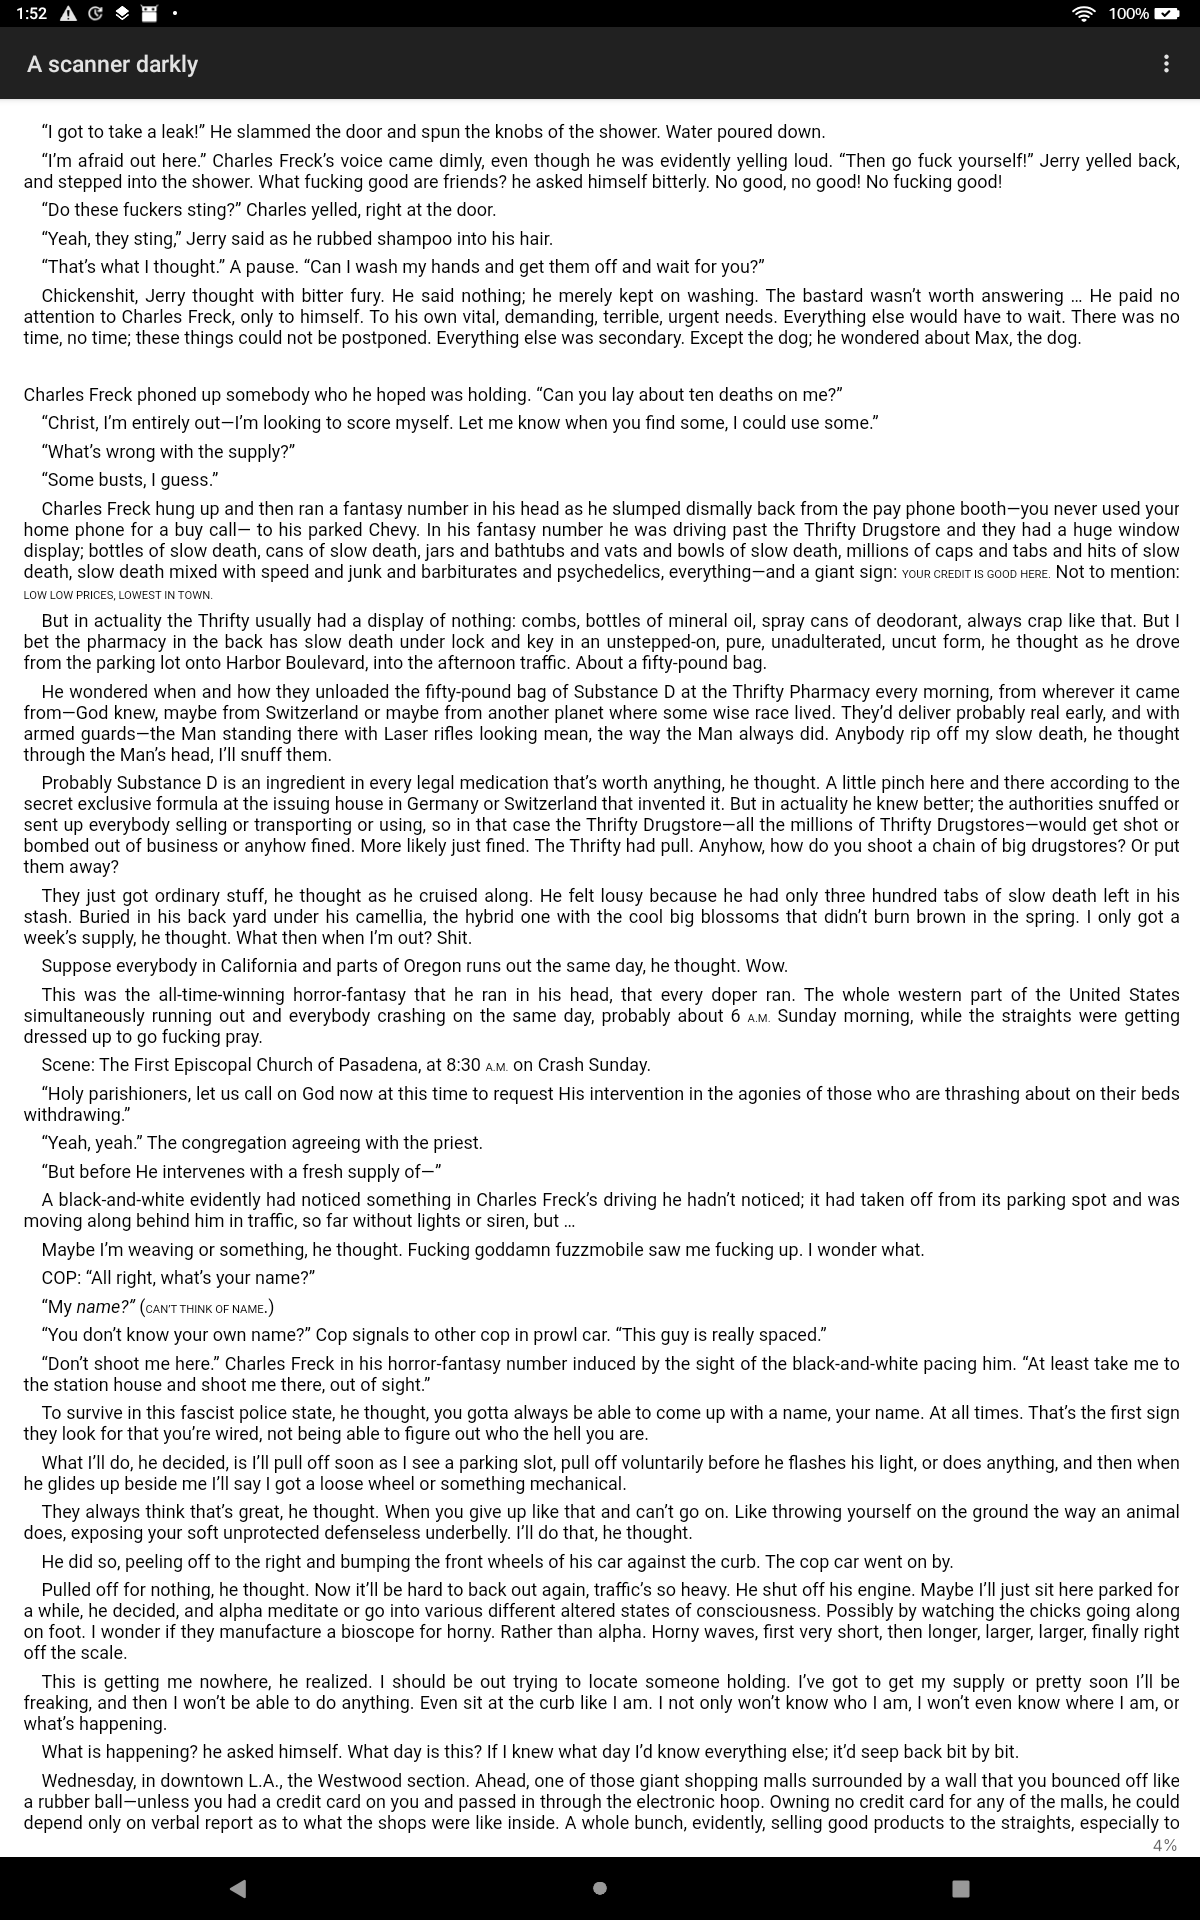 1:52 100%
A scanner darkly
“I got to take a leak!” He slammed the door and spun the knobs of the shower. Water poured down.
“I’m afraid out here.” Charles Freck’s voice came dimly, even though he was evidently yelling loud. “Then go fuck yourself!” Jerry yelled back,
and stepped into the shower. What fucking good are friends? he asked himself bitterly. No good, no good! No fucking good!
“Do these fuckers sting?” Charles yelled, right at the door.
“Yeah, they sting,” Jerry said as he rubbed shampoo into his hair.
“That’s what I thought.” A pause. “Can I wash my hands and get them off and wait for you?”
Chickenshit, Jerry thought with bitter fury. He said nothing; he merely kept on washing. The bastard wasn’t worth answering … He paid no
attention to Charles Freck, only to himself. To his own vital, demanding, terrible, urgent needs. Everything else would have to wait. There was no
time, no time; these things could not be postponed. Everything else was secondary. Except the dog; he wondered about Max, the dog.
Charles Freck phoned up somebody who he hoped was holding. “Can you lay about ten deaths on me?”
“Christ, I’m entirely out—I’m looking to score myself. Let me know when you find some, I could use some.”
“What’s wrong with the supply?”
“Some busts, I guess.”
Charles Freck hung up and then ran a fantasy number in his head as he slumped dismally back from the pay phone booth—you never used your
home phone for a buy call— to his parked Chevy. In his fantasy number he was driving past the Thrifty Drugstore and they had a huge window
display; bottles of slow death, cans of slow death, jars and bathtubs and vats and bowls of slow death, millions of caps and tabs and hits of slow
death, slow death mixed with speed and junk and barbiturates and psychedelics, everything—and a giant sign: YOUR CREDIT IS GOOD HERE. Not to mention:
LOW LOW PRICES, LOWEST IN TOWN.
But in actuality the Thrifty usually had a display of nothing: combs, bottles of mineral oil, spray cans of deodorant, always crap like that. But I
bet the pharmacy in the back has slow death under lock and key in an unstepped-on, pure, unadulterated, uncut form, he thought as he drove
from the parking lot onto Harbor Boulevard, into the afternoon traffic. About a fifty-pound bag.
He wondered when and how they unloaded the fifty-pound bag of Substance D at the Thrifty Pharmacy every morning, from wherever it came
from—God knew, maybe from Switzerland or maybe from another planet where some wise race lived. They’d deliver probably real early, and with
armed guards—the Man standing there with Laser rifles looking mean, the way the Man always did. Anybody rip off my slow death, he thought
through the Man’s head, I’ll snuff them.
Probably Substance D is an ingredient in every legal medication that’s worth anything, he thought. A little pinch here and there according to the
secret exclusive formula at the issuing house in Germany or Switzerland that invented it. But in actuality he knew better; the authorities snuffed or
sent up everybody selling or transporting or using, so in that case the Thrifty Drugstore—all the millions of Thrifty Drugstores—would get shot or
bombed out of business or anyhow fined. More likely just fined. The Thrifty had pull. Anyhow, how do you shoot a chain of big drugstores? Or put
them away?
They just got ordinary stuff, he thought as he cruised along. He felt lousy because he had only three hundred tabs of slow death left in his
stash. Buried in his back yard under his camellia, the hybrid one with the cool big blossoms that didn’t burn brown in the spring. I only got a
week’s supply, he thought. What then when I’m out? Shit.
Suppose everybody in California and parts of Oregon runs out the same day, he thought. Wow.
This was the all-time-winning horror-fantasy that he ran in his head, that every doper ran. The whole western part of the United States
simultaneously running out and everybody crashing on the same day, probably about 6 A.M. Sunday morning, while the straights were getting
dressed up to go fucking pray.
Scene: The First Episcopal Church of Pasadena, at 8:30 A.M. on Crash Sunday.
“Holy parishioners, let us call on God now at this time to request His intervention in the agonies of those who are thrashing about on their beds
withdrawing.”
“Yeah, yeah.” The congregation agreeing with the priest.
“But before He intervenes with a fresh supply of—”
A black-and-white evidently had noticed something in Charles Freck’s driving he hadn’t noticed; it had taken off from its parking spot and was
moving along behind him in traffic, so far without lights or siren, but …
Maybe I’m weaving or something, he thought. Fucking goddamn fuzzmobile saw me fucking up. I wonder what.
COP: “All right, what’s your name?”
“My name?” (CAN’T THINK OF NAME.)
“You don’t know your own name?” Cop signals to other cop in prowl car. “This guy is really spaced.”
“Don’t shoot me here.” Charles Freck in his horror-fantasy number induced by the sight of the black-and-white pacing him. “At least take me to
the station house and shoot me there, out of sight.”
To survive in this fascist police state, he thought, you gotta always be able to come up with a name, your name. At all times. That’s the first sign
they look for that you’re wired, not being able to figure out who the hell you are.
What I’ll do, he decided, is I’ll pull off soon as I see a parking slot, pull off voluntarily before he flashes his light, or does anything, and then when
he glides up beside me I’ll say I got a loose wheel or something mechanical.
They always think that’s great, he thought. When you give up like that and can’t go on. Like throwing yourself on the ground the way an animal
does, exposing your soft unprotected defenseless underbelly. I’ll do that, he thought.
He did so, peeling off to the right and bumping the front wheels of his car against the curb. The cop car went on by.
Pulled off for nothing, he thought. Now it’ll be hard to back out again, traffic’s so heavy. He shut off his engine. Maybe I’ll just sit here parked for
a while, he decided, and alpha meditate or go into various different altered states of consciousness. Possibly by watching the chicks going along
on foot. I wonder if they manufacture a bioscope for horny. Rather than alpha. Horny waves, first very short, then longer, larger, larger, finally right
off the scale.
This is getting me nowhere, he realized. I should be out trying to locate someone holding. I’ve got to get my supply or pretty soon I’ll be
freaking, and then I won’t be able to do anything. Even sit at the curb like I am. I not only won’t know who I am, I won’t even know where I am, or
what’s happening.
What is happening? he asked himself. What day is this? If I knew what day I’d know everything else; it’d seep back bit by bit.
Wednesday, in downtown L.A., the Westwood section. Ahead, one of those giant shopping malls surrounded by a wall that you bounced off like
a rubber ball—unless you had a credit card on you and passed in through the electronic hoop. Owning no credit card for any of the malls, he could
depend only on verbal report as to what the shops were like inside. A whole bunch, evidently, selling good products to the straights, especially to
4%